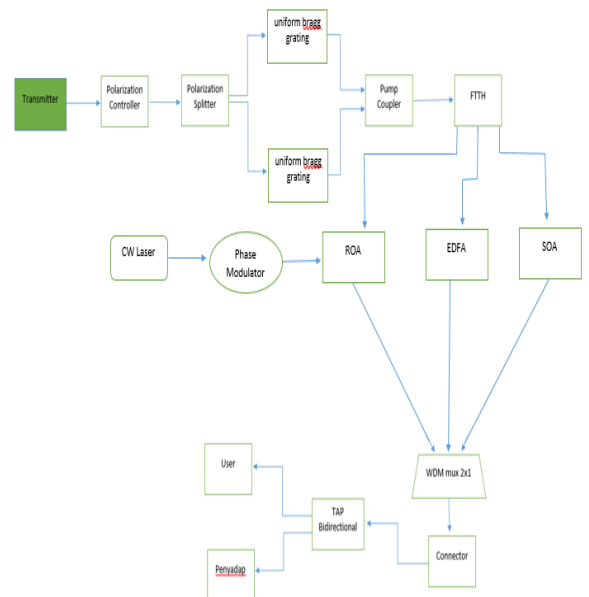 uniform bragg
grating
Transmitter
Polarization
Controller
Polarization
Splitter
Pump
Coupler
FTTH
uniform bragg
grating
CW Laser
Phase
Modulator
ROA
EDFA
SOA
User
WDM mux 2x1
TAP
Bidirectional
Connector
Penyadap